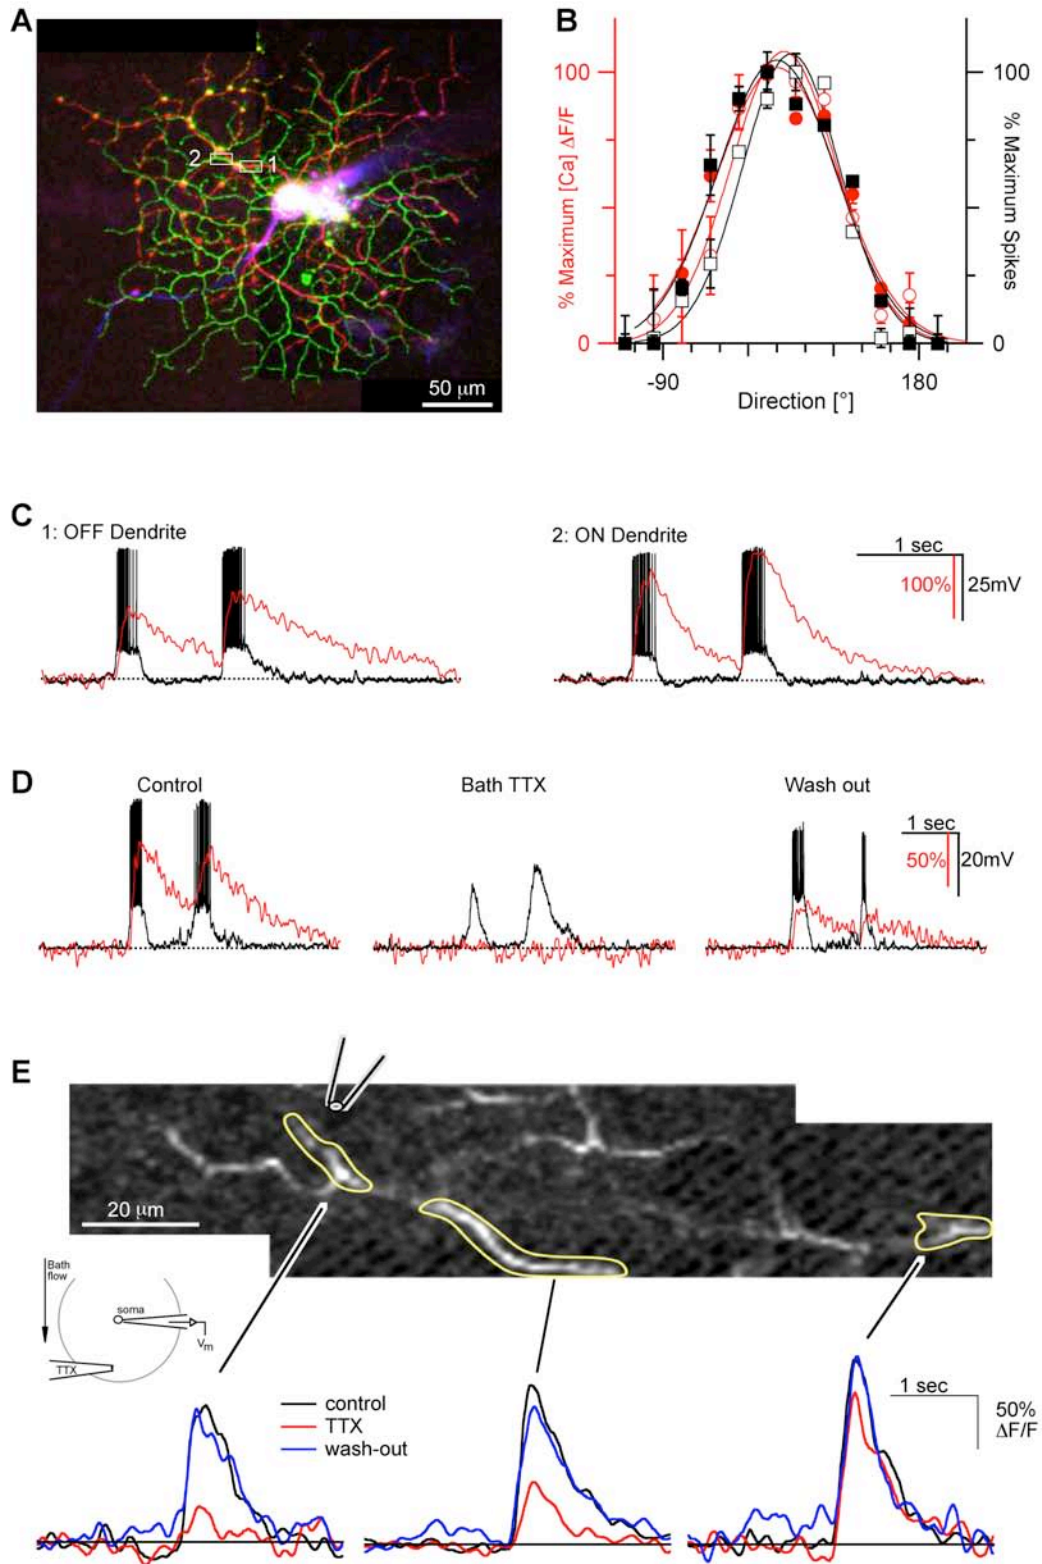 A
2
1
50 µm
B
% Maximum [Ca] ΔF/F
100
0
-90
180
Direction [°]
100
0
% Maximum Spikes
C
1: OFF Dendrite
2: ON Dendrite
1 sec
100%
25mV
D
Control
Bath TTX
Wash out
1 sec
50%
20mV
E
20 µm
Bath
flow
soma
Vm
TTX
control
TTX
wash-out
1 sec
50%
ΔF/F